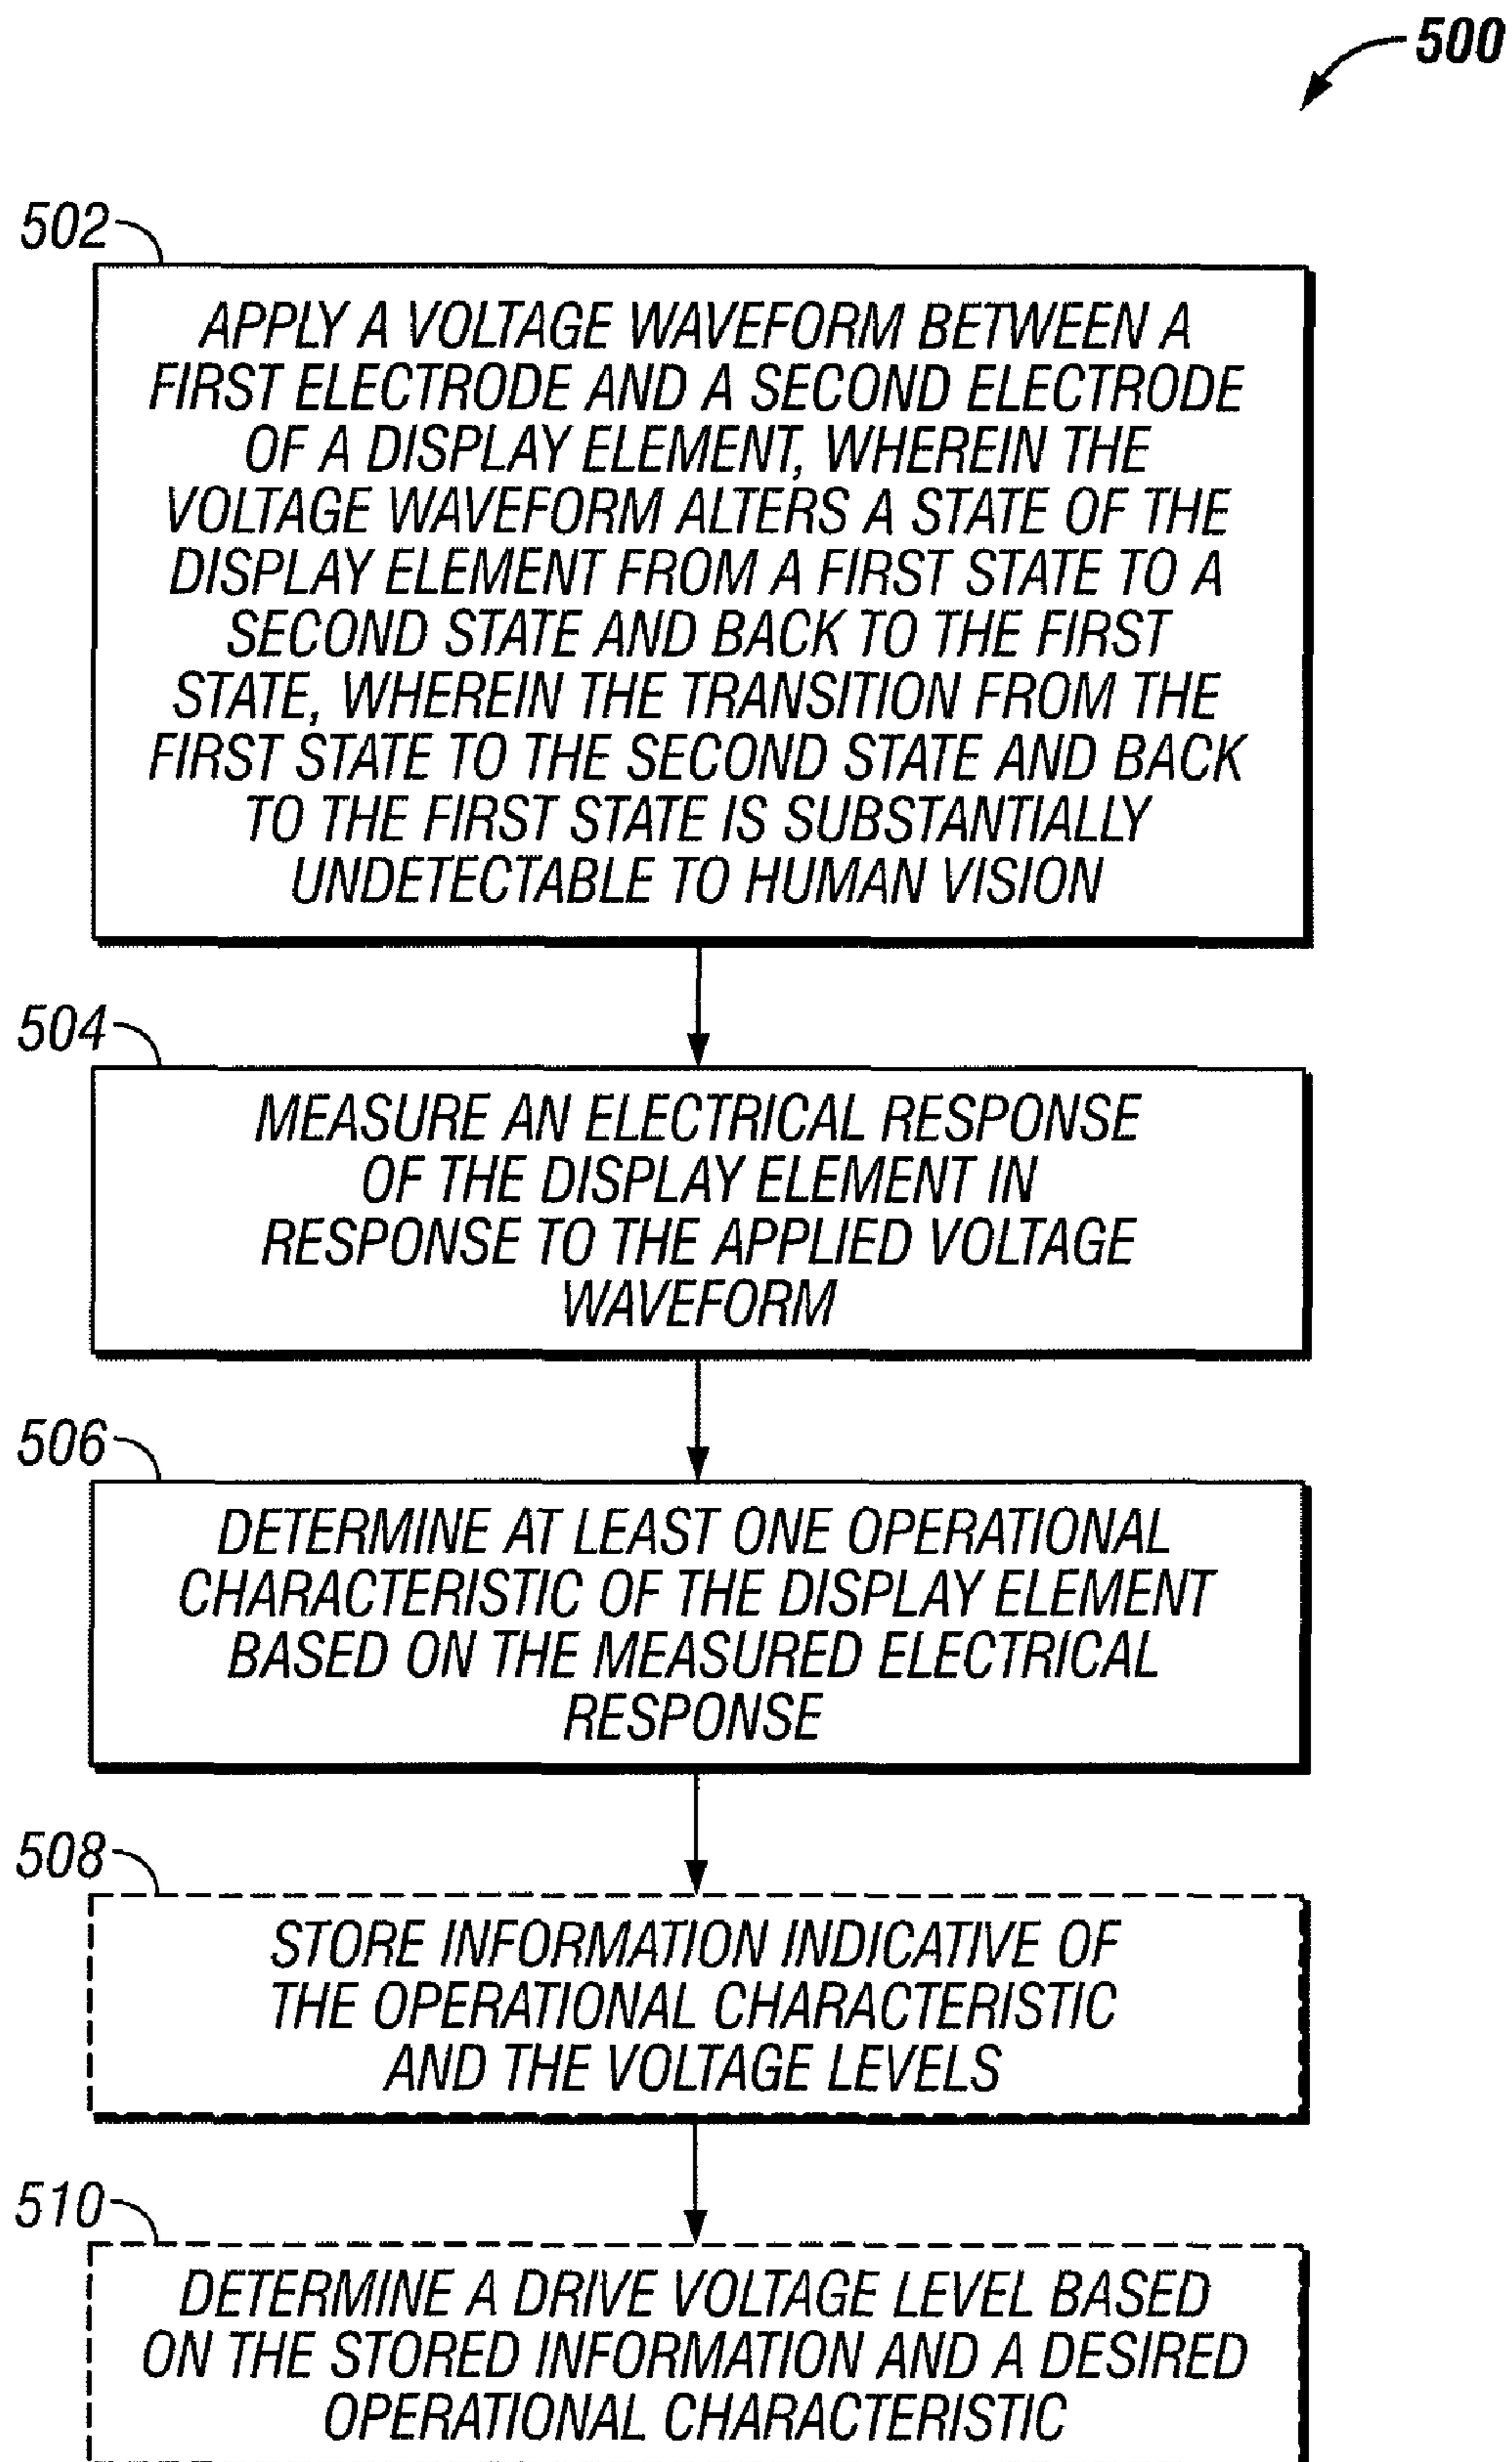 500
502
APPLY A VOLTAGE WAVEFORM BETWEEN A
FIRST ELECTRODE AND A SECOND ELECTRODE
OF A DISPLAY ELEMENT, WHEREIN THE
VOLTAGE WAVEFORM ALTERS A STATE OF THE
DISPLAY ELEMENT FROM A FIRST STATE TO A
SECOND STATE AND BACK TO THE FIRST
STATE, WHEREIN THE TRANSITION FROM THE
FIRST STATE TO THE SECOND STATE AND BACK
TO THE FIRST STATE IS SUBSTANTIALLY
UNDETECTABLE TO HUMAN VISION
504
MEASURE AN ELECTRICAL RESPONSE
OF THE DISPLAY ELEMENT IN
RESPONSE TO THE APPLIED VOLTAGE
WAVEFORM
506
DETERMINE AT LEAST ONE OPERATIONAL
CHARACTERISTIC OF THE DISPLAY ELEMENT
BASED ON THE MEASURED ELECTRICAL
RESPONSE
508
STORE INFORMATION INDICATIVE OF
THE OPERATIONAL CHARACTERISTIC
AND THE VOLTAGE LEVELS
510
DETERMINE A DRIVE VOLTAGE LEVEL BASED
ON THE STORED INFORMATION AND A DESIRED
OPERATIONAL CHARACTERISTIC